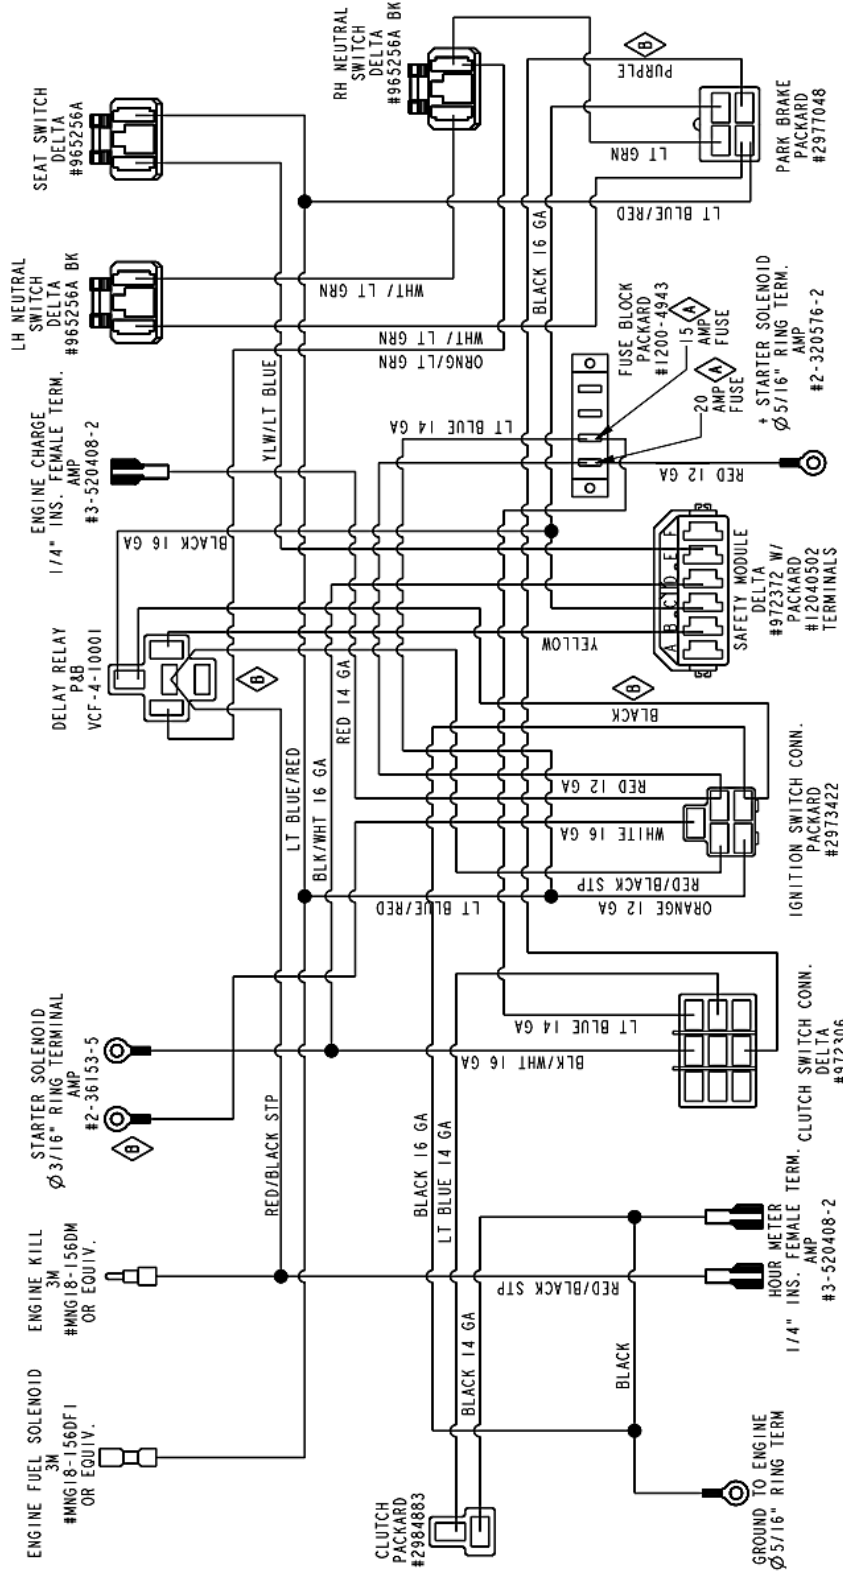 ENGINE FUEL SOLENOID
3M
#MNG18-156DF1
OR EQUIV.
ENGINE KILL
3M
#MNG18-156DM
OR EQUIV.
STARTER SOLENOID
Ø3/16" RING TERMINAL
AMP
#2-36153-5
B
DELAY RELAY
P&B
VCF-4-10001
B
ENGINE CHARGE
1/4" INS. FEMALE TERM.
AMP
#3-520408-2
LH NEUTRAL
SWITCH
DELTA
#965256A BK
SEAT SWITCH
DELTA
#965256A
RH NEUTRAL
SWITCH
DELTA
#965256A BK
RED/BLACK STP
LT BLUE/RED
BLK/WHT 16 GA
RED 14 GA
BLACK 16 GA
YLW/LT BLUE
WHT/ LT GRN
WHT/ LT GRN
ORNG/LT GRN
LT BLUE 14 GA
BLACK 16 GA
LT GRN
PURPLE
B
LT BLUE/RED
PARK BRAKE
PACKARD
#2977048
FUSE BLOCK
PACKARD
#1200-4943
15 A
AMP
FUSE
20 A
AMP
FUSE
RED 12 GA
* STARTER SOLENOID
Ø5/16" RING TERM.
AMP
#2-320576-2
YELLOW
A B C D E F
SAFETY MODULE
DELTA
#972372 W/
PACKARD
#12040502
TERMINALS
B
BLACK
RED 12 GA
WHITE 16 GA
RED/BLACK STP
ORANGE 12 GA
LT BLUE/RED
IGNITION SWITCH CONN.
PACKARD
#2973422
LT BLUE 14 GA
BLK/WHT 16 GA
CLUTCH SWITCH CONN.
DELTA
#972306
BLACK 16 GA
LT BLUE 14 GA
BLACK 14 GA
RED/BLACK STP
BLACK
HOUR METER
1/4" INS. FEMALE TERM.
AMP
#3-520408-2
CLUTCH
PACKARD
#2984883
GROUND TO ENGINE
Ø5/16" RING TERM